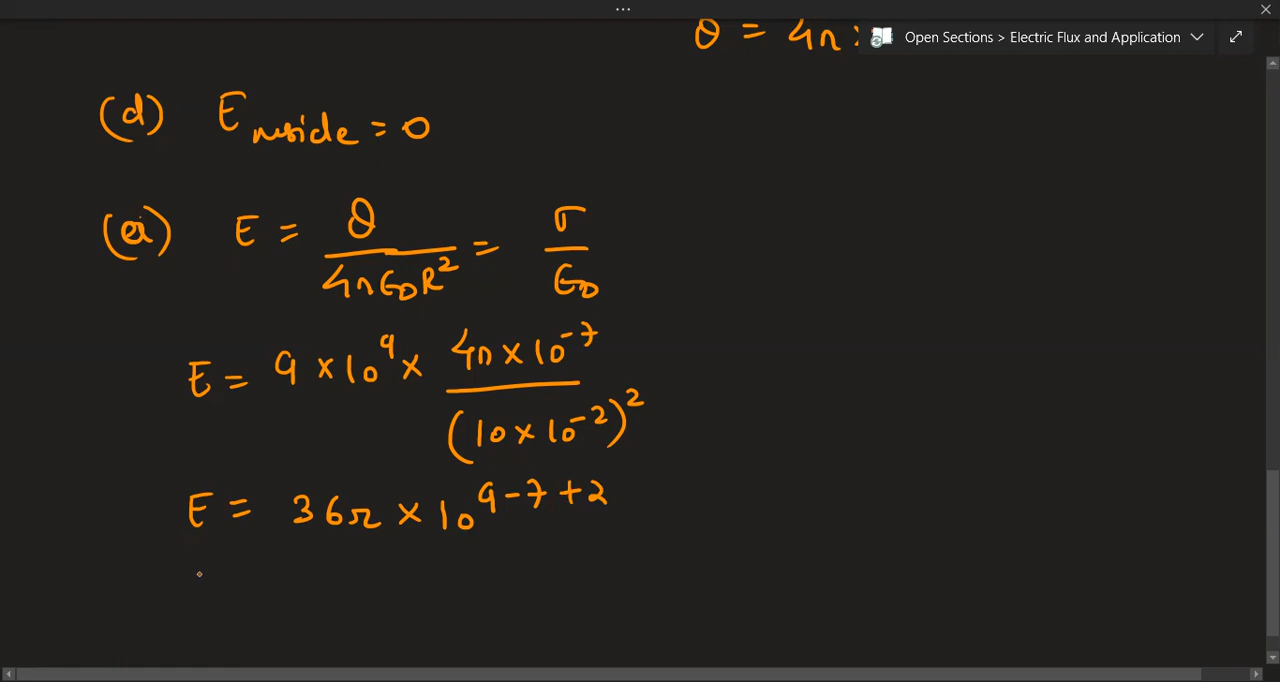 ...
Q = 4π ×
Open Sections > Electric Flux and Application
(d) E inside = 0
(e) E = Q / 4πε₀R² = σ / ε₀
E = 9 × 10⁹ × 4π × 10⁻⁷ / (10 × 10⁻²)²
E = 36π × 10⁹⁻⁷⁺²